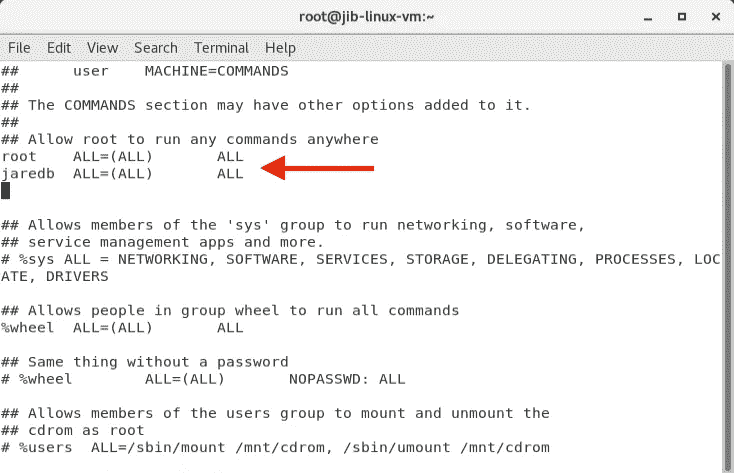 root@jib-linux-vm:~
File Edit View Search Terminal Help
##      user    MACHINE=COMMANDS
##
## The COMMANDS section may have other options added to it.
##
## Allow root to run any commands anywhere
root    ALL=(ALL)       ALL
jaredb  ALL=(ALL)       ALL
## Allows members of the 'sys' group to run networking, software,
## service management apps and more.
# %sys ALL = NETWORKING, SOFTWARE, SERVICES, STORAGE, DELEGATING, PROCESSES, LOC
ATE, DRIVERS
## Allows people in group wheel to run all commands
%wheel  ALL=(ALL)       ALL
## Same thing without a password
# %wheel        ALL=(ALL)       NOPASSWD: ALL
## Allows members of the users group to mount and unmount the
## cdrom as root
# %users  ALL=/sbin/mount /mnt/cdrom, /sbin/umount /mnt/cdrom